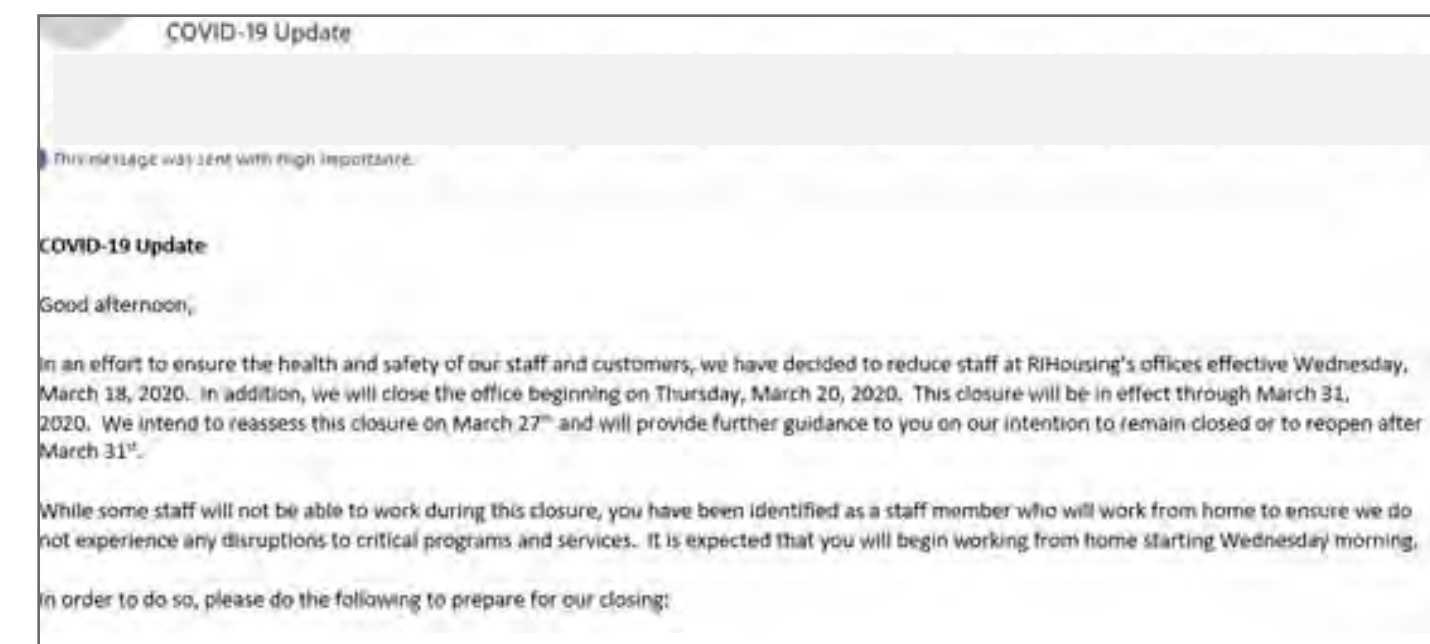 COVID-19 Update
This message was sent with High importance.
COVID-19 Update
Good afternoon,
In an effort to ensure the health and safety of our staff and customers, we have decided to reduce staff at RIHousing's offices effective Wednesday,
March 18, 2020. In addition, we will close the office beginning on Thursday, March 20, 2020. This closure will be in effect through March 31,
2020. We intend to reassess this closure on March 27th and will provide further guidance to you on our intention to remain closed or to reopen after
March 31st.
While some staff will not be able to work during this closure, you have been identified as a staff member who will work from home to ensure we do
not experience any disruptions to critical programs and services. It is expected that you will begin working from home starting Wednesday morning.
In order to do so, please do the following to prepare for our closing: